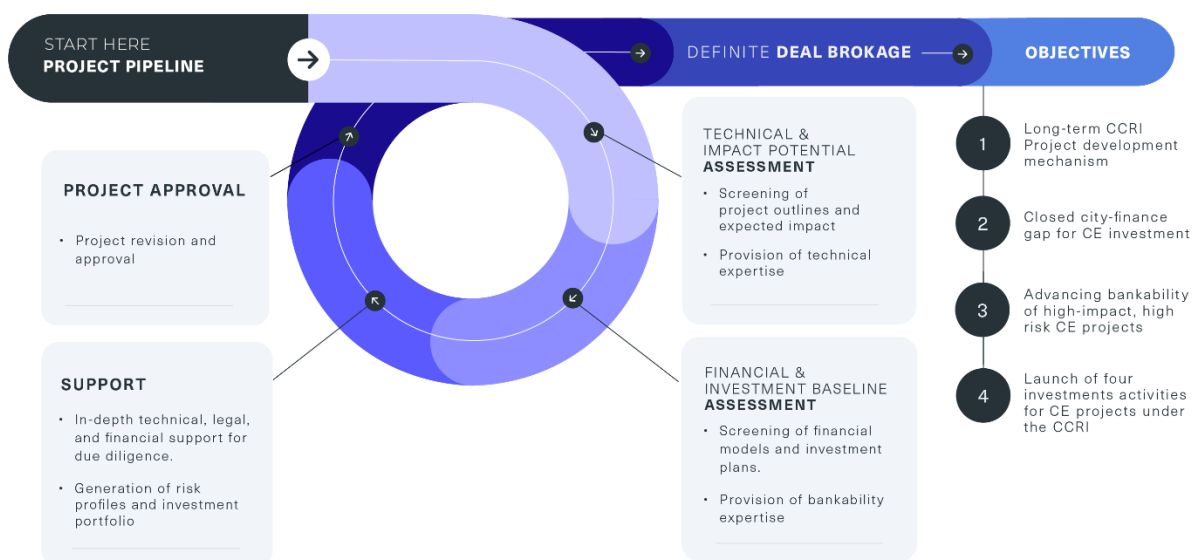 START HERE
PROJECT PIPELINE
DEFINITE DEAL BROKAGE
OBJECTIVES
TECHNICAL &
IMPACT POTENTIAL
ASSESSMENT
• Screening of
project outlines and
expected impact
• Provision of technical
expertise
FINANCIAL &
INVESTMENT BASELINE
ASSESSMENT
• Screening of financial
models and investment
plans.
• Provision of bankability
expertise
SUPPORT
• In-depth technical, legal,
and financial support for
due diligence.
• Generation of risk
profiles and investment
portfolio
PROJECT APPROVAL
• Project revision and
approval
1
Long-term CCRI
Project development
mechanism
2
Closed city-finance
gap for CE investment
3
Advancing bankability
of high-impact, high
risk CE projects
4
Launch of four
investments activities
for CE projects under
the CCRI